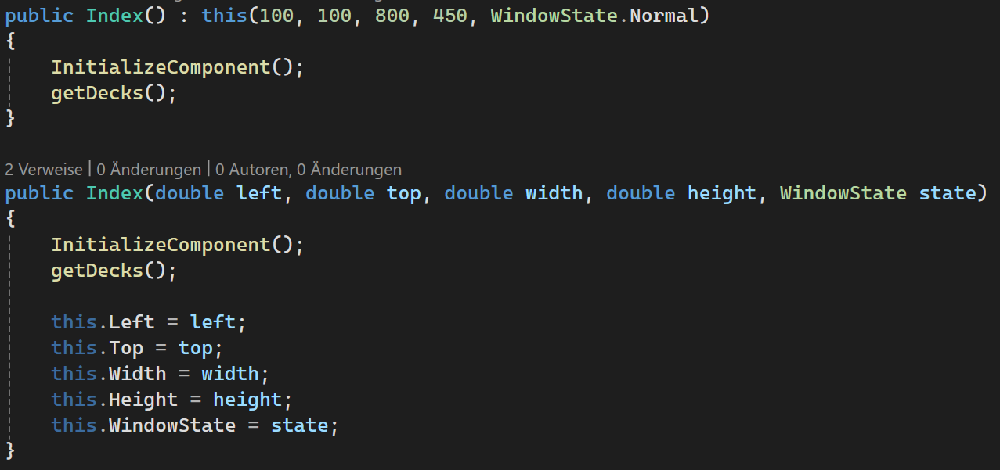 public Index() : this(100, 100, 800, 450, WindowState.Normal)
{
    InitializeComponent();
    getDecks();
}
2 Verweise | 0 Änderungen | 0 Autoren, 0 Änderungen
public Index(double left, double top, double width, double height, WindowState state)
{
    InitializeComponent();
    getDecks();
    this.Left = left;
    this.Top = top;
    this.Width = width;
    this.Height = height;
    this.WindowState = state;
}